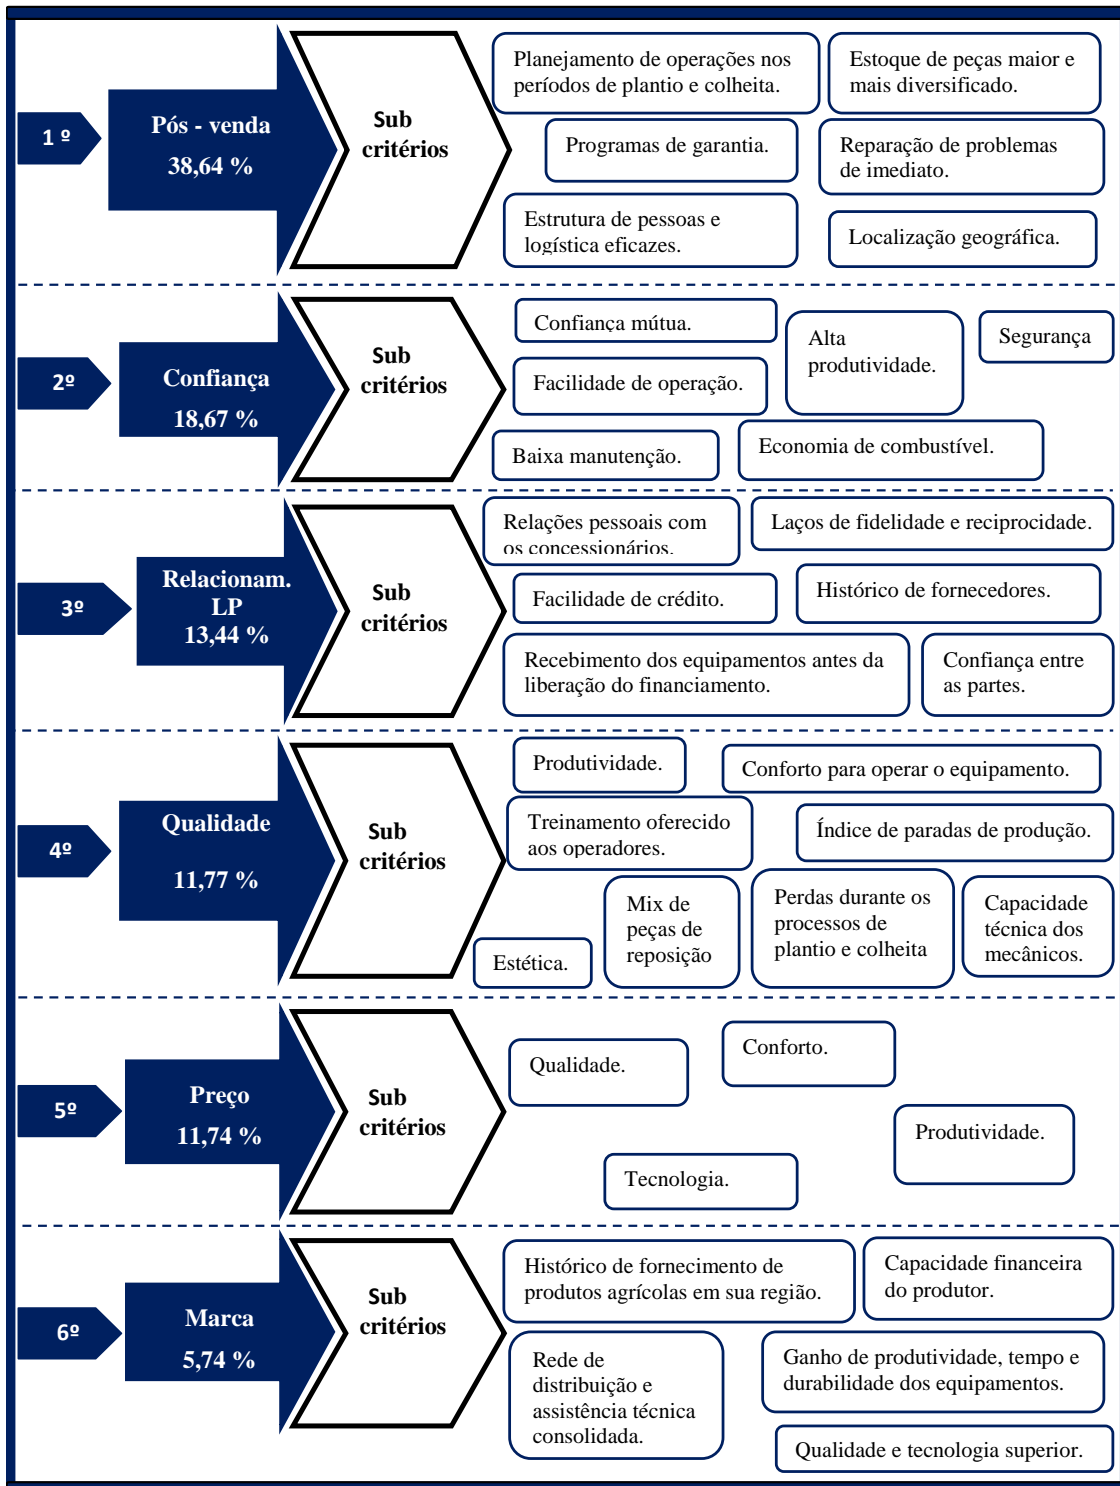 1 º
Pós - venda
38,64 %
Sub
critérios
Planejamento de operações nos
períodos de plantio e colheita.
Estoque de peças maior e
mais diversificado.
Programas de garantia.
Reparação de problemas
de imediato.
Estrutura de pessoas e
logística eficazes.
Localização geográfica.
2º
Confiança
18,67 %
Sub
critérios
Confiança mútua.
Alta
produtividade.
Segurança
Facilidade de operação.
Baixa manutenção.
Economia de combustível.
3º
Relacionam.
LP
13,44 %
Sub
critérios
Relações pessoais com
os concessionários.
Laços de fidelidade e reciprocidade.
Facilidade de crédito.
Histórico de fornecedores.
Recebimento dos equipamentos antes da
liberação do financiamento.
Confiança entre
as partes.
4º
Qualidade
11,77 %
Sub
critérios
Produtividade.
Conforto para operar o equipamento.
Treinamento oferecido
aos operadores.
Índice de paradas de produção.
Estética.
Mix de
peças de
reposição
Perdas durante os
processos de
plantio e colheita
Capacidade
técnica dos
mecânicos.
5º
Preço
11,74 %
Sub
critérios
Qualidade.
Conforto.
Produtividade.
Tecnologia.
6º
Marca
5,74 %
Sub
critérios
Histórico de fornecimento de
produtos agrícolas em sua região.
Capacidade financeira
do produtor.
Rede de
distribuição e
assistência técnica
consolidada.
Ganho de produtividade, tempo e
durabilidade dos equipamentos.
Qualidade e tecnologia superior.